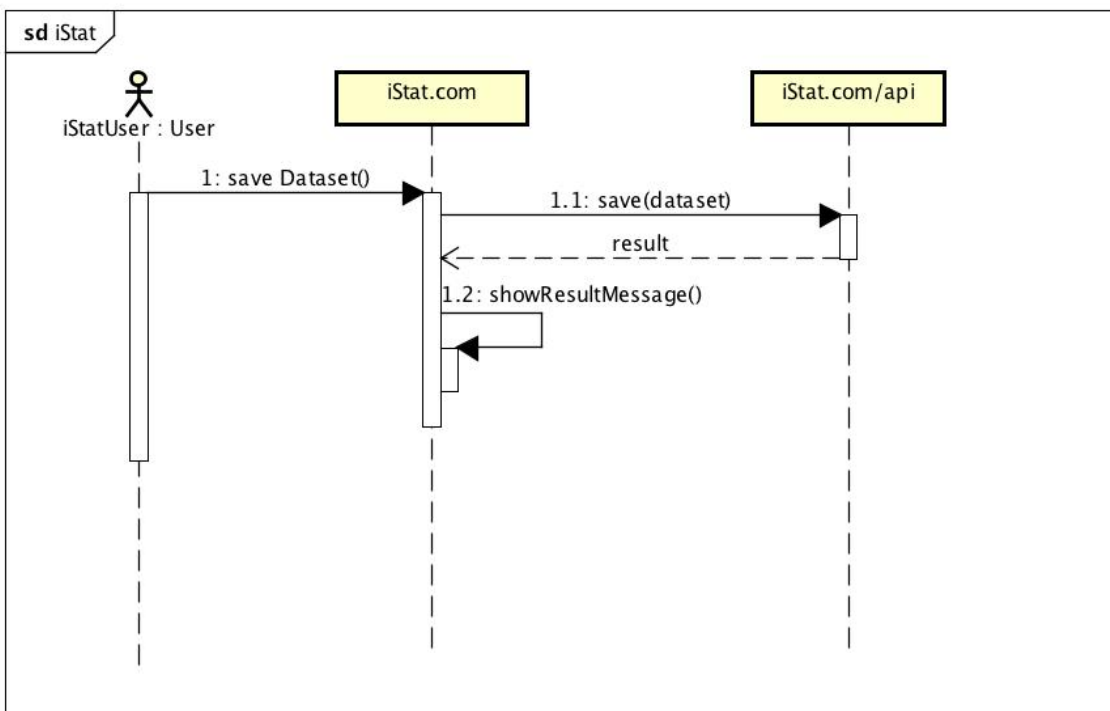 sd iStat
iStatUser : User
iStat.com
iStat.com/api
1: save Dataset()
1.1: save(dataset)
result
1.2: showResultMessage()